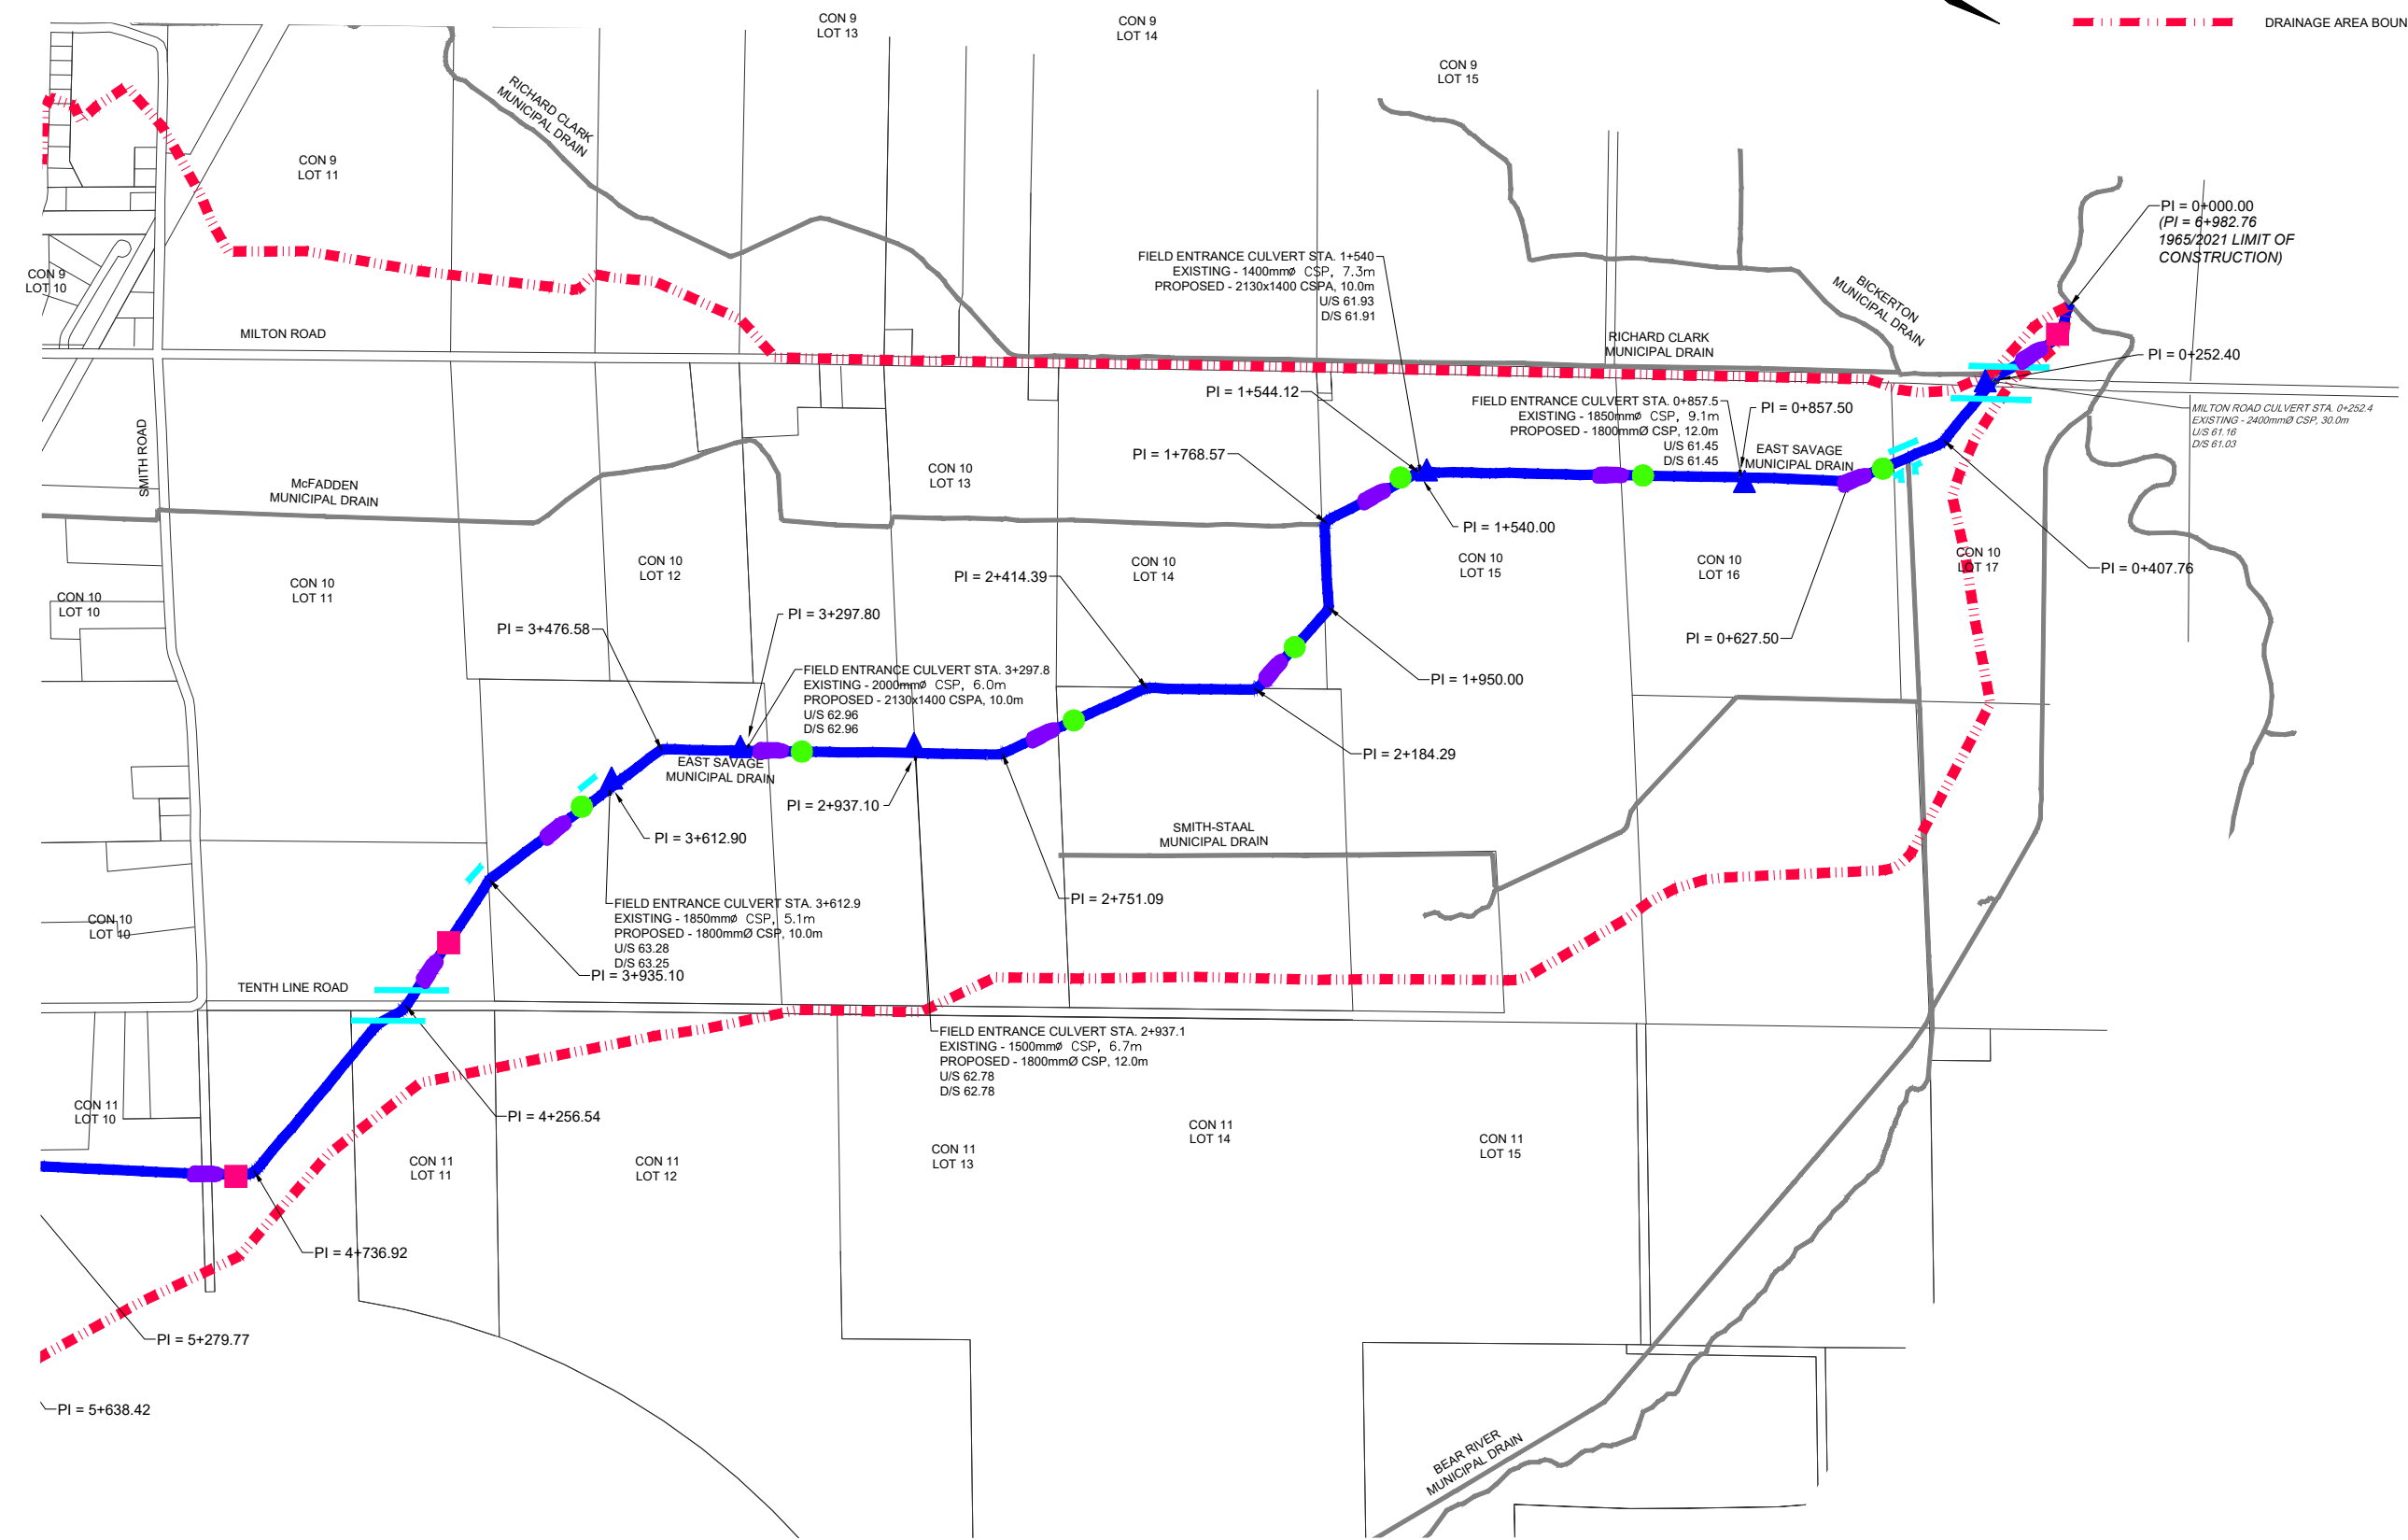 CON 9
LOT 13
CON 9
LOT 14
DRAINAGE AREA BOUN
CON 9
LOT 15
RICHARD CLARK
MUNICIPAL DRAIN
CON 9
LOT 11
CON 9
LOT 10
PI = 0+000.00
(PI = 6+982.76
1965/2021 LIMIT OF
CONSTRUCTION)
FIELD ENTRANCE CULVERT STA. 1+540
EXISTING - 1400mmØ CSP, 7.3m
PROPOSED - 2130x1400 CSPA, 10.0m
U/S 61.93
D/S 61.91
BICKERTON
MUNICIPAL DRAIN
MILTON ROAD
RICHARD CLARK
MUNICIPAL DRAIN
PI = 0+252.40
PI = 1+544.12
FIELD ENTRANCE CULVERT STA. 0+857.5
EXISTING - 1850mmØ CSP, 9.1m
PROPOSED - 1800mmØ CSP, 12.0m
U/S 61.45
D/S 61.45
PI = 0+857.50
MILTON ROAD CULVERT STA. 0+252.4
EXISTING - 2400mmØ CSP, 30.0m
U/S 61.16
D/S 61.03
SMITH ROAD
PI = 1+768.57
EAST SAVAGE
MUNICIPAL DRAIN
CON 10
LOT 13
McFADDEN
MUNICIPAL DRAIN
PI = 1+540.00
CON 10
LOT 12
CON 10
LOT 14
CON 10
LOT 15
CON 10
LOT 16
CON 10
LOT 17
PI = 0+407.76
CON 10
LOT 11
CON 10
LOT 10
PI = 2+414.39
PI = 3+297.80
PI = 3+476.58
PI = 0+627.50
FIELD ENTRANCE CULVERT STA. 3+297.8
EXISTING - 2000mmØ CSP, 6.0m
PROPOSED - 2130x1400 CSPA, 10.0m
U/S 62.96
D/S 62.96
PI = 1+950.00
PI = 2+184.29
EAST SAVAGE
MUNICIPAL DRAIN
PI = 2+937.10
PI = 3+612.90
SMITH-STAAL
MUNICIPAL DRAIN
PI = 2+751.09
FIELD ENTRANCE CULVERT STA. 3+612.9
EXISTING - 1850mmØ CSP, 5.1m
PROPOSED - 1800mmØ CSP, 10.0m
U/S 63.28
D/S 63.25
PI = 3+935.10
CON 10
LOT 10
TENTH LINE ROAD
FIELD ENTRANCE CULVERT STA. 2+937.1
EXISTING - 1500mmØ CSP, 6.7m
PROPOSED - 1800mmØ CSP, 12.0m
U/S 62.78
D/S 62.78
CON 11
LOT 10
PI = 4+256.54
CON 11
LOT 11
CON 11
LOT 12
CON 11
LOT 13
CON 11
LOT 14
CON 11
LOT 15
PI = 4+736.92
PI = 5+279.77
PI = 5+638.42
BEAR RIVER
MUNICIPAL DRAIN